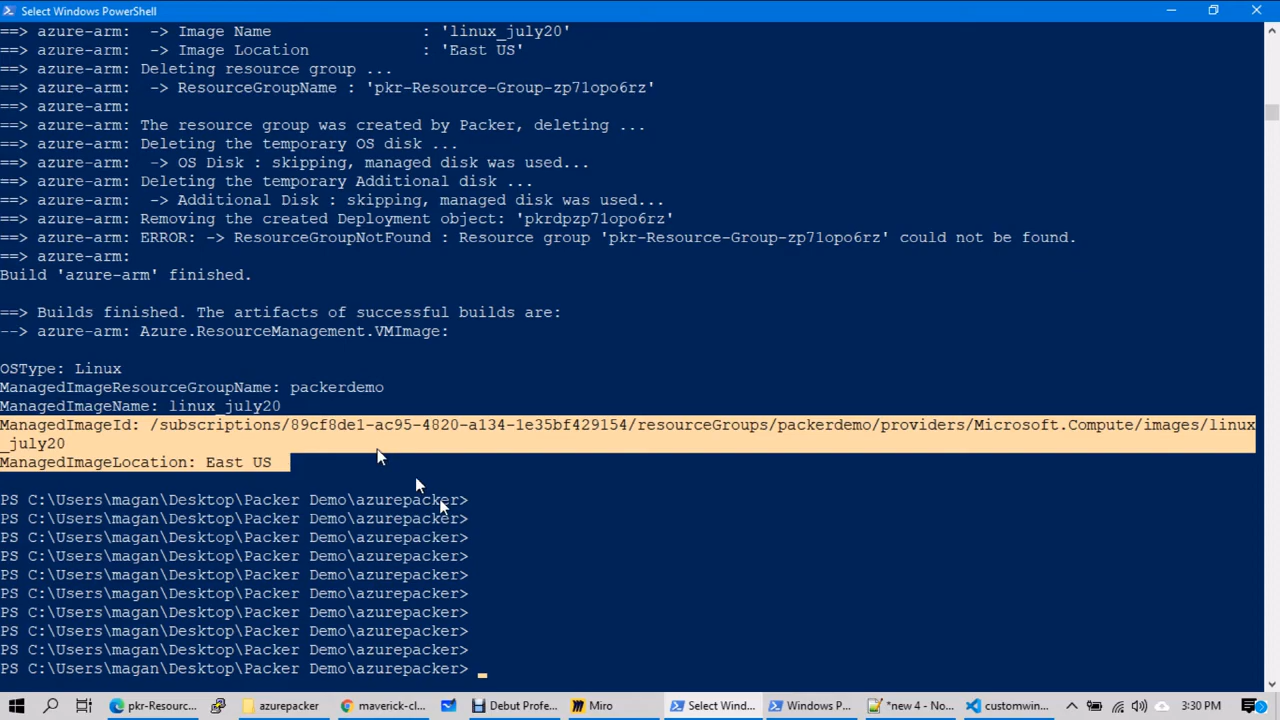 Select Windows PowerShell
==> azure-arm:  -> Image Name             : 'linux_july20'
==> azure-arm:  -> Image Location         : 'East US'
==> azure-arm: Deleting resource group ...
==> azure-arm:  -> ResourceGroupName : 'pkr-Resource-Group-zp71opo6rz'
==> azure-arm:
==> azure-arm: The resource group was created by Packer, deleting ...
==> azure-arm: Deleting the temporary OS disk ...
==> azure-arm:  -> OS Disk : skipping, managed disk was used...
==> azure-arm: Deleting the temporary Additional disk ...
==> azure-arm:  -> Additional Disk : skipping, managed disk was used...
==> azure-arm: Removing the created Deployment object: 'pkrdpzp71opo6rz'
==> azure-arm: ERROR: -> ResourceGroupNotFound : Resource group 'pkr-Resource-Group-zp71opo6rz' could not be found.
==> azure-arm:
Build 'azure-arm' finished.
==> Builds finished. The artifacts of successful builds are:
--> azure-arm: Azure.ResourceManagement.VMImage:
OSType: Linux
ManagedImageResourceGroupName: packerdemo
ManagedImageName: linux_july20
ManagedImageId: /subscriptions/89cf8de1-ac95-4820-a134-1e35bf429154/resourceGroups/packerdemo/providers/Microsoft.Compute/images/linux
_july20
ManagedImageLocation: East US
PS C:\Users\magan\Desktop\Packer Demo\azurepacker>
PS C:\Users\magan\Desktop\Packer Demo\azurepacker>
PS C:\Users\magan\Desktop\Packer Demo\azurepacker>
PS C:\Users\magan\Desktop\Packer Demo\azurepacker>
PS C:\Users\magan\Desktop\Packer Demo\azurepacker>
PS C:\Users\magan\Desktop\Packer Demo\azurepacker>
PS C:\Users\magan\Desktop\Packer Demo\azurepacker>
PS C:\Users\magan\Desktop\Packer Demo\azurepacker>
PS C:\Users\magan\Desktop\Packer Demo\azurepacker>
PS C:\Users\magan\Desktop\Packer Demo\azurepacker>
pkr-Resourc... azurepacker maverick-cl... Debut Profe... Miro Select Wind... Windows P... *new 4 - No... customwin... 3:30 PM